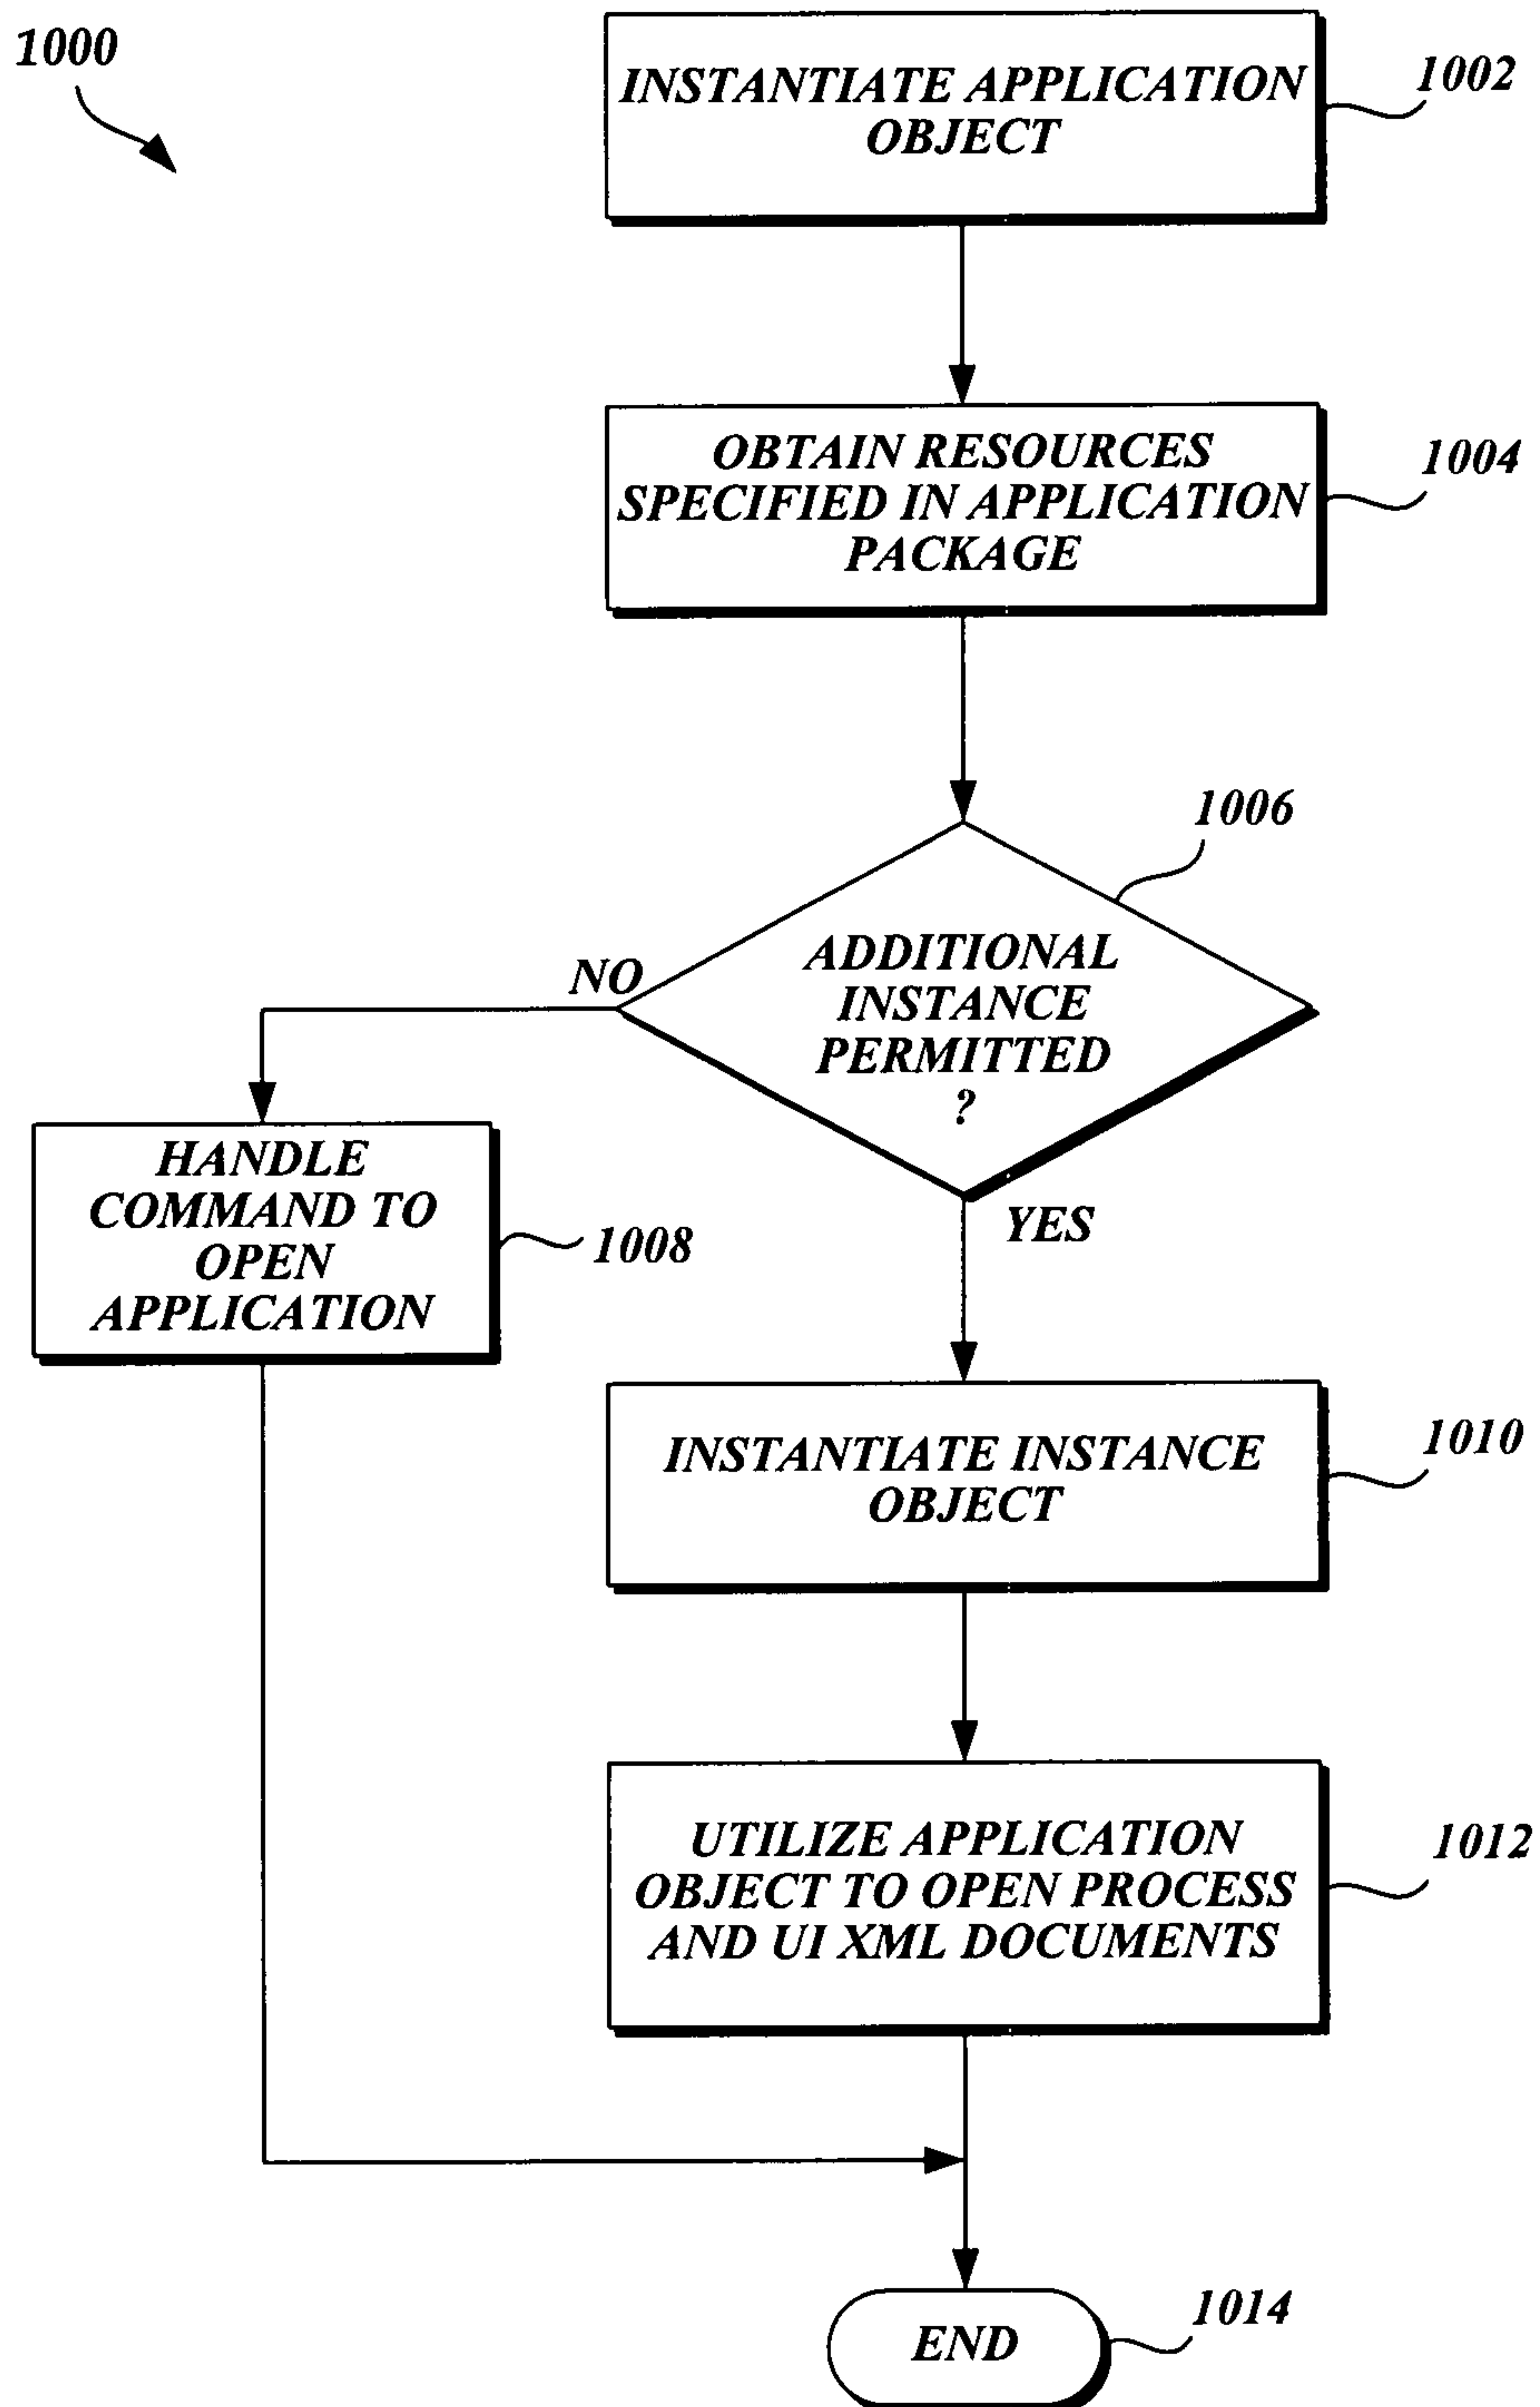 1000
INSTANTIATE APPLICATION
OBJECT
1002
OBTAIN RESOURCES
SPECIFIED IN APPLICATION
PACKAGE
1004
1006
ADDITIONAL
INSTANCE
PERMITTED
?
NO
YES
HANDLE
COMMAND TO
OPEN
APPLICATION
1008
INSTANTIATE INSTANCE
OBJECT
1010
UTILIZE APPLICATION
OBJECT TO OPEN PROCESS
AND UI XML DOCUMENTS
1012
END
1014